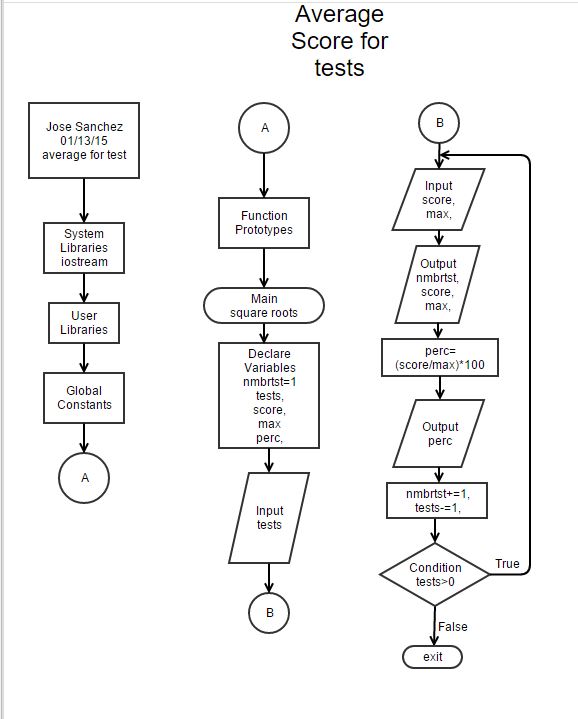 Average
Score for
tests
Jose Sanchez
01/13/15
average for test
System
Libraries
iostream
User
Libraries
Global
Constants
A
A
Function
Prototypes
Main
square roots
Declare
Variables
nmbrtst=1
tests,
score,
max
perc,
Input
tests
B
B
Input
score,
max,
Output
nmbrtst,
score,
max,
perc=
(score/max)*100
Output
perc
nmbrtst+=1,
tests-=1,
Condition
tests>0
True
False
exit